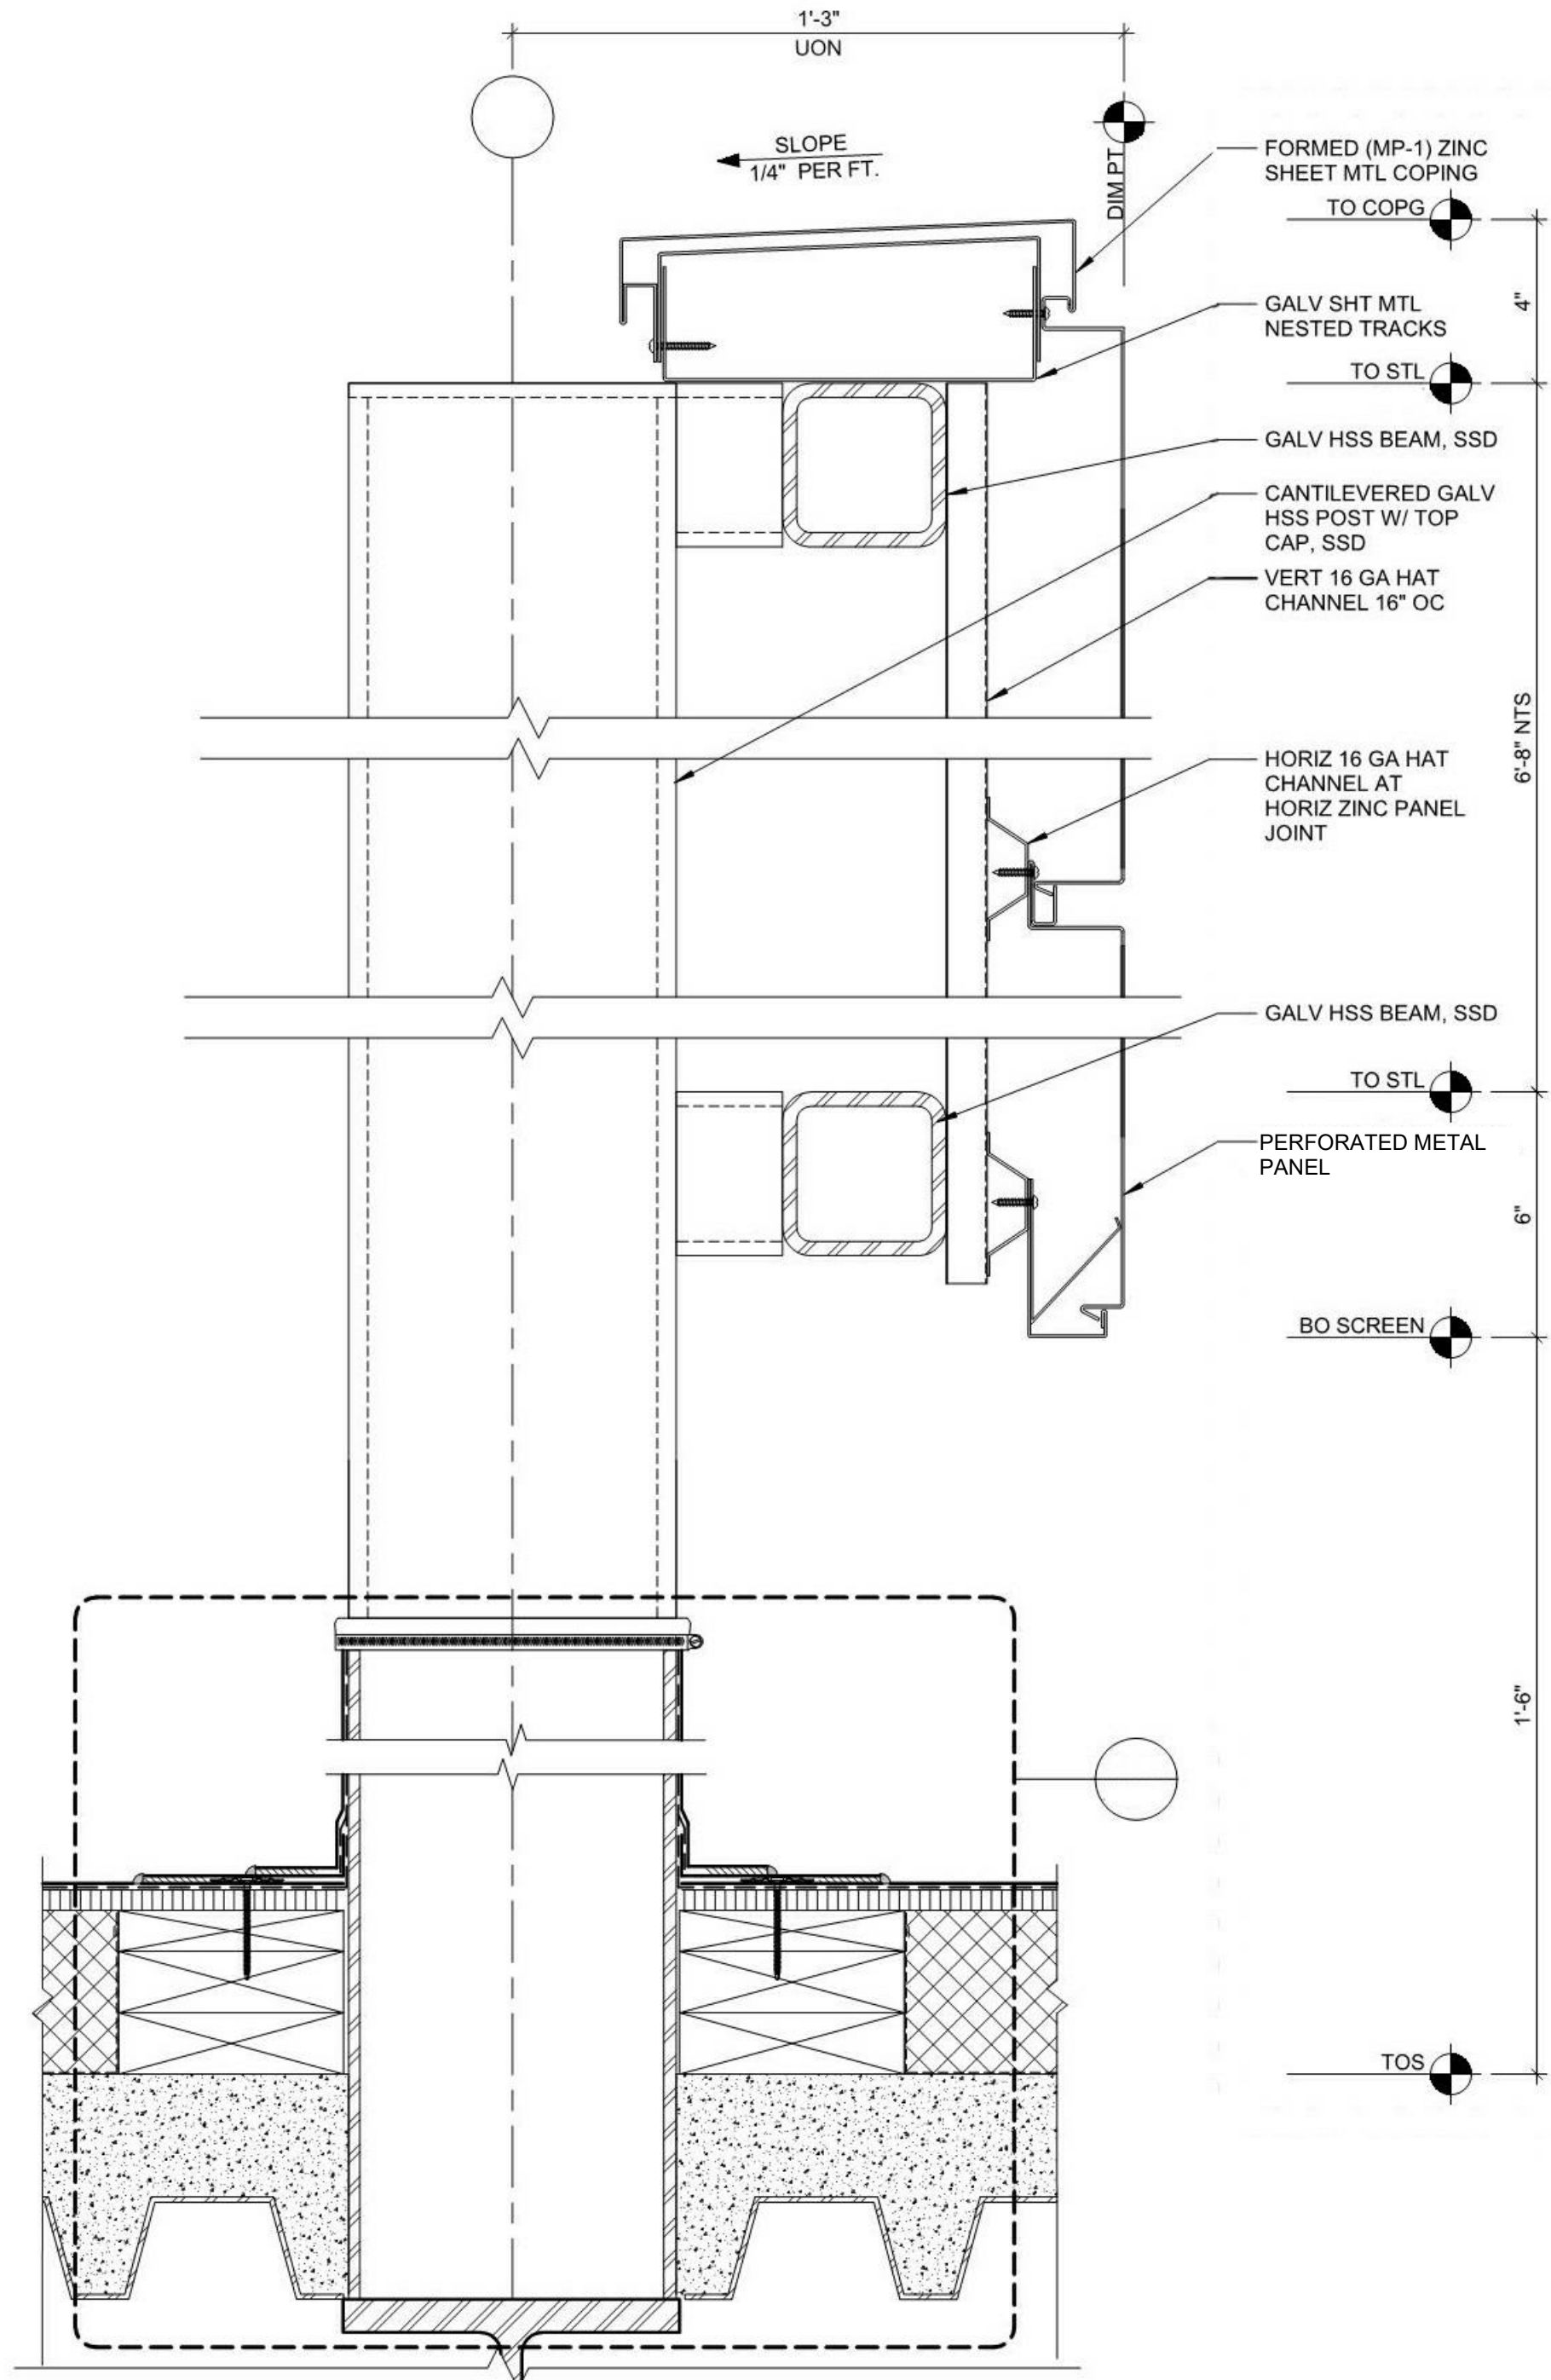 1'-3"
UON
SLOPE
1/4" PER FT.
DIM PT
FORMED (MP-1) ZINC
SHEET MTL COPING
TO COPG
4"
GALV SHT MTL
NESTED TRACKS
TO STL
GALV HSS BEAM, SSD
CANTILEVERED GALV
HSS POST W/ TOP
CAP, SSD
VERT 16 GA HAT
CHANNEL 16" OC
6'-8" NTS
HORIZ 16 GA HAT
CHANNEL AT
HORIZ ZINC PANEL
JOINT
GALV HSS BEAM, SSD
TO STL
PERFORATED METAL
PANEL
6"
BO SCREEN
1'-6"
TOS